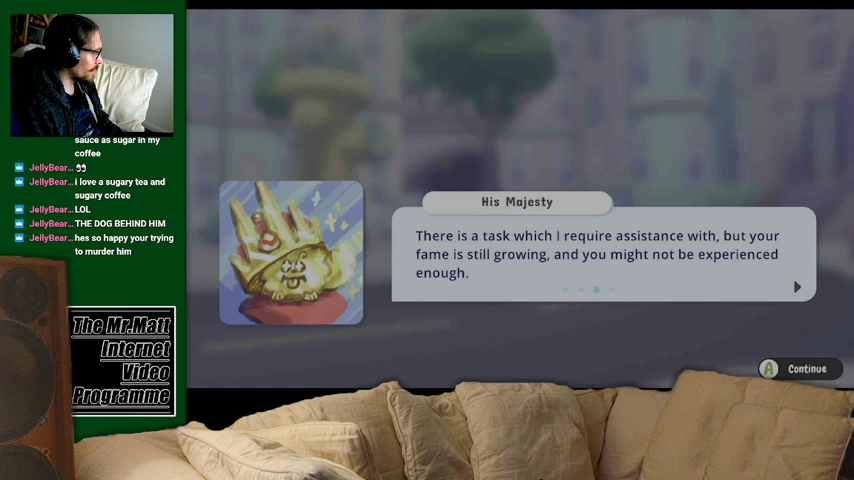 sauce as sugar in my
coffee
JellyBear... 👀
JellyBear... i love a sugary tea and
sugary coffee
JellyBear... LOL
JellyBear... THE DOG BEHIND HIM
JellyBear... hes so happy your trying
to murder him
The Mr.Matt
Internet
Video
Programme
His Majesty
There is a task which I require assistance with, but your
fame is still growing, and you might not be experienced
enough.
A Continue